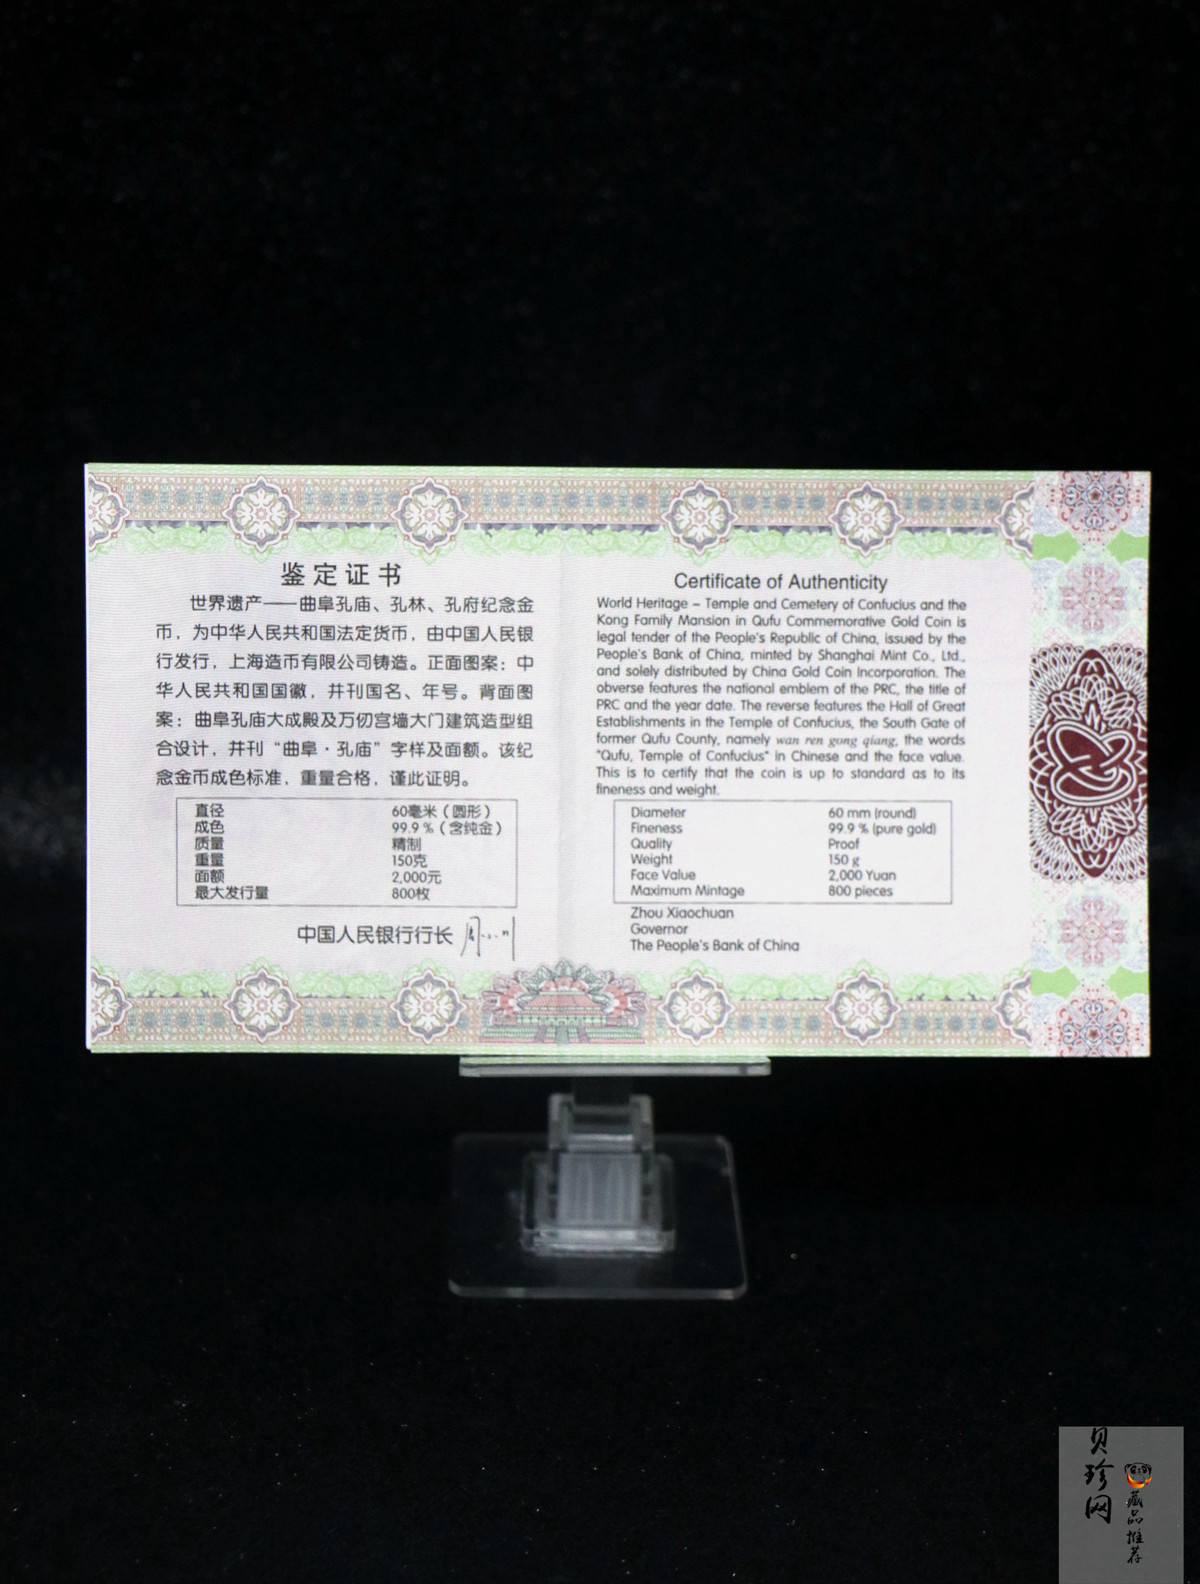 鉴定证书
世界遗产——曲阜孔庙、孔林、孔府纪念金
币，为中华人民共和国法定货币，由中国人民银
行发行，上海造币有限公司铸造。正面图案：中
华人民共和国国徽，并刊国名、年号。背面图
案：曲阜孔庙大成殿及万仞宫墙大门建筑造型组
合设计，并刊“曲阜·孔庙”字样及面额。该纪
念金币成色标准，重量合格，谨此证明。
直径 60毫米（圆形）
成色 99.9％（含纯金）
质量 精制
重量 150克
面额 2,000元
最大发行量 800枚
中国人民银行行长
Certificate of Authenticity
World Heritage – Temple and Cemetery of Confucius and the
Kong Family Mansion in Qufu Commemorative Gold Coin is
legal tender of the People's Republic of China, issued by the
People's Bank of China, minted by Shanghai Mint Co., Ltd.,
and solely distributed by China Gold Coin Incorporation. The
obverse features the national emblem of the PRC, the title of
PRC and the year date. The reverse features the Hall of Great
Establishments in the Temple of Confucius, the South Gate of
former Qufu County, namely wan ren gong qiang, the words
"Qufu, Temple of Confucius" in Chinese and the face value.
This is to certify that the coin is up to standard as to its
fineness and weight.
Diameter 60 mm (round)
Fineness 99.9 % (pure gold)
Quality Proof
Weight 150 g
Face Value 2,000 Yuan
Maximum Mintage 800 pieces
Zhou Xiaochuan
Governor
The People's Bank of China
贝珍网
藏品推荐